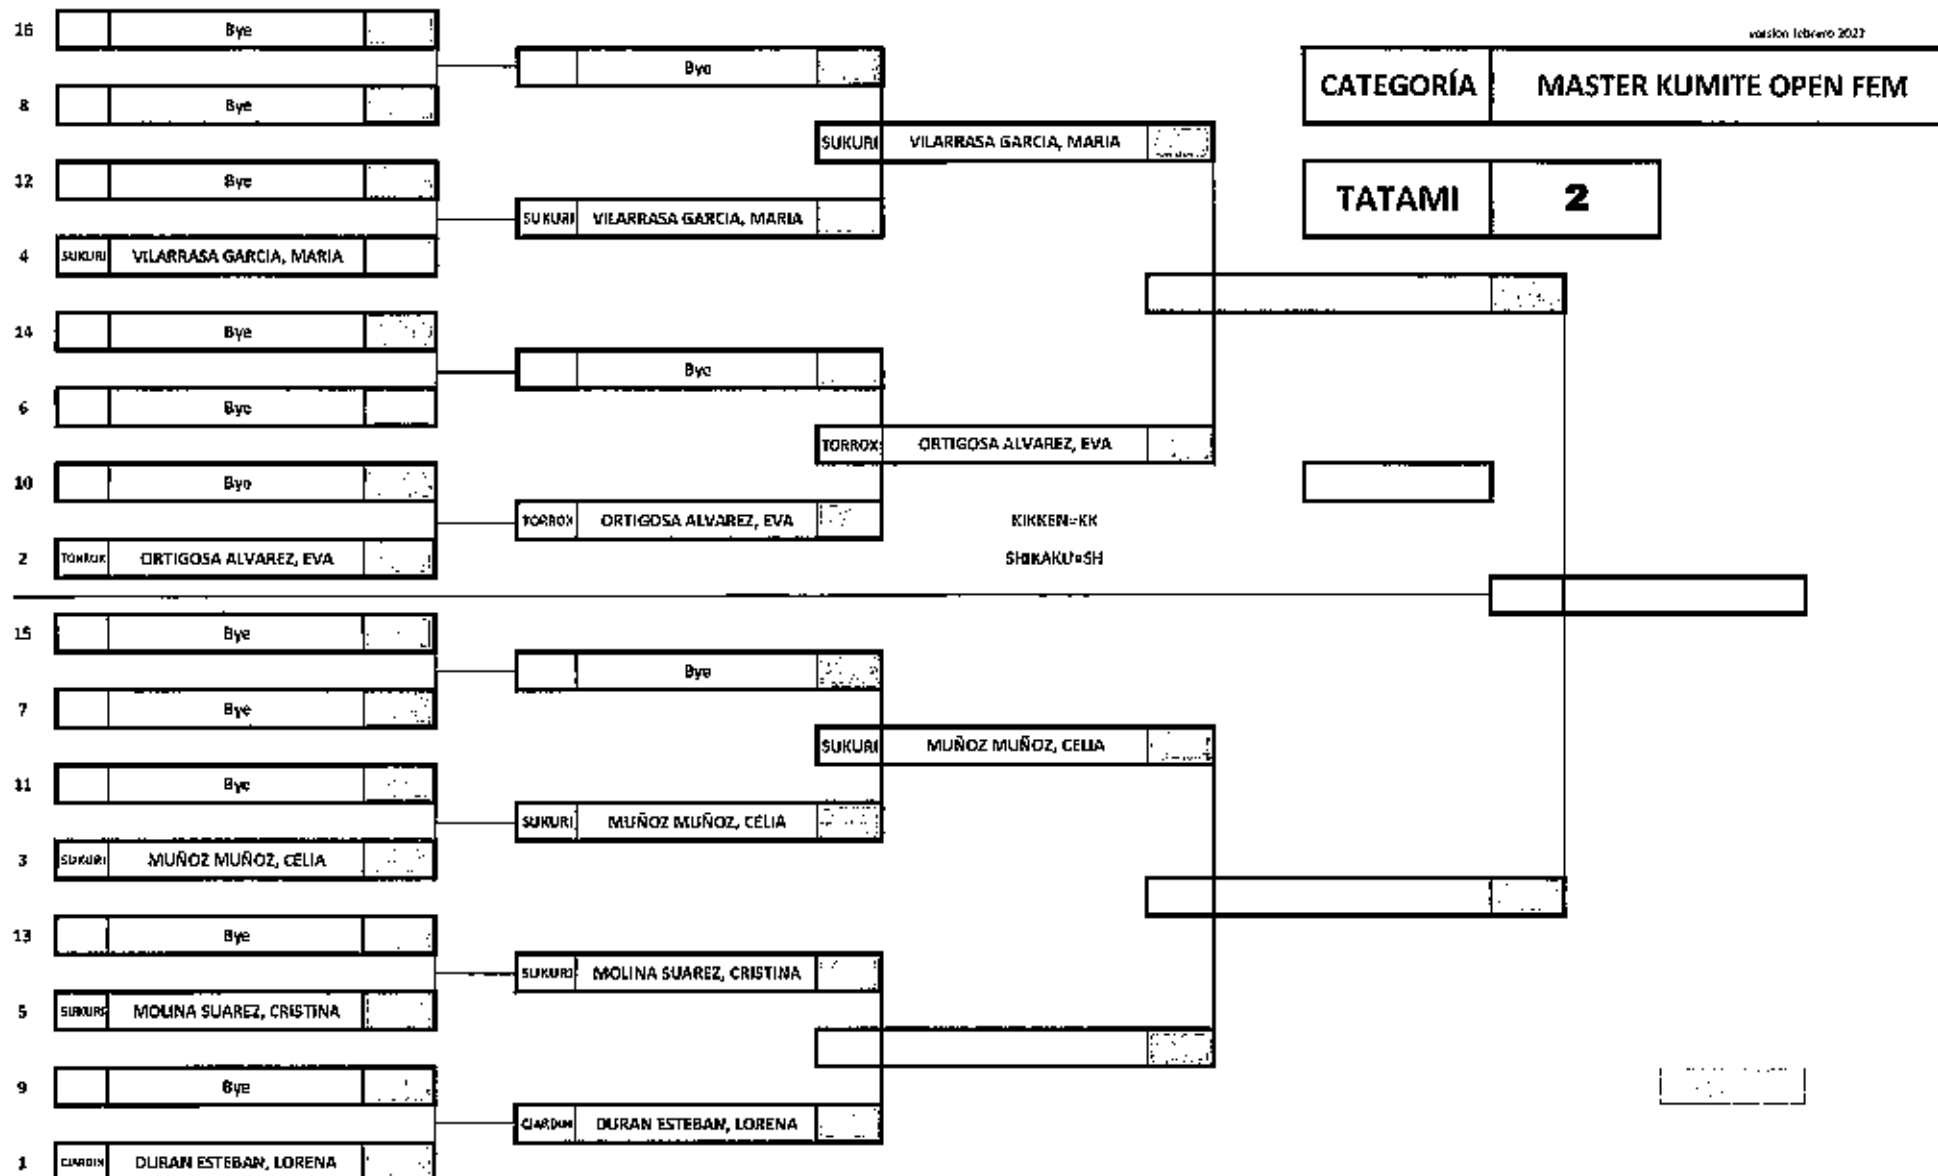 version febrero 2022
CATEGORÍA MASTER KUMITE OPEN FEM
TATAMI 2
16 Bye
Bye
8 Bye
SUKURI VILARRASA GARCIA, MARIA
12 Bye
SUKURI VILARRASA GARCIA, MARIA
4 SUKURI VILARRASA GARCIA, MARIA
14 Bye
Bye
6 Bye
TORROX ORTIGOSA ALVAREZ, EVA
10 Bye
TORROX ORTIGOSA ALVAREZ, EVA
KIKKEN=KK
2 TORROX ORTIGOSA ALVAREZ, EVA
SHIKAKU=SH
15 Bye
Bye
7 Bye
SUKURI MUÑOZ MUÑOZ, CELIA
11 Bye
SUKURI MUÑOZ MUÑOZ, CELIA
3 SUKURI MUÑOZ MUÑOZ, CELIA
13 Bye
SUKURI MOLINA SUAREZ, CRISTINA
5 SUKURI MOLINA SUAREZ, CRISTINA
9 Bye
CJARDIN DURAN ESTEBAN, LORENA
1 CJARDIN DURAN ESTEBAN, LORENA